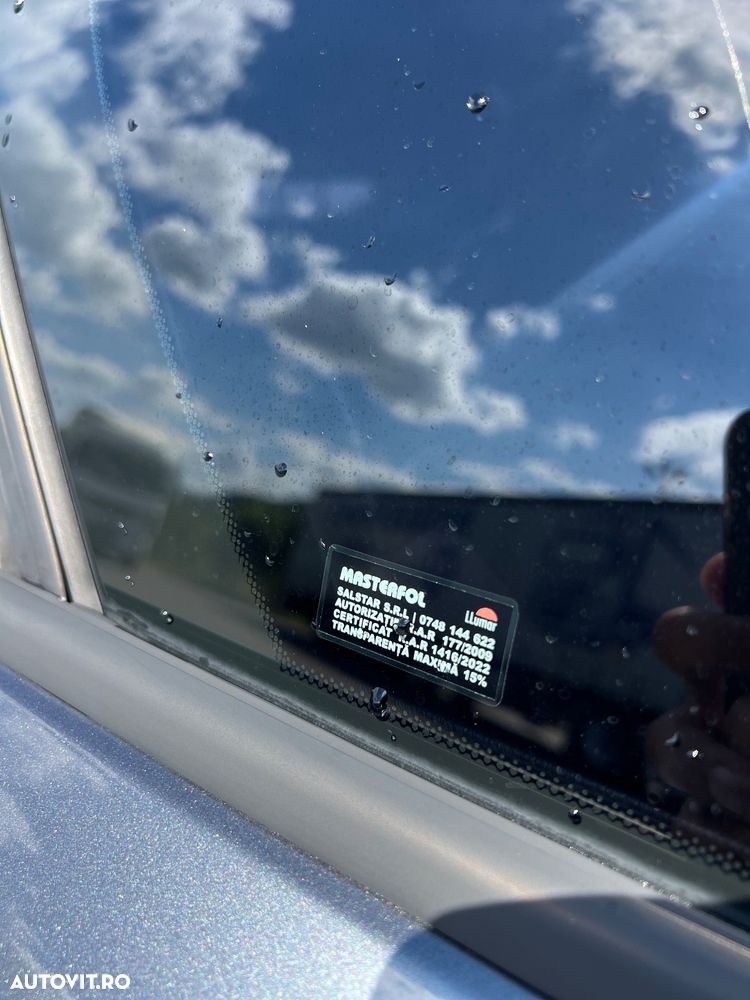 MASTERFOL
LLumar
SALSTAR S.R.L | 0748 144 622
AUTORIZAȚIE 177/2009
CERTIFICAT 1416/2022
TRANSPARENȚĂ MAXIMĂ 15%
AUTOVIT.RO